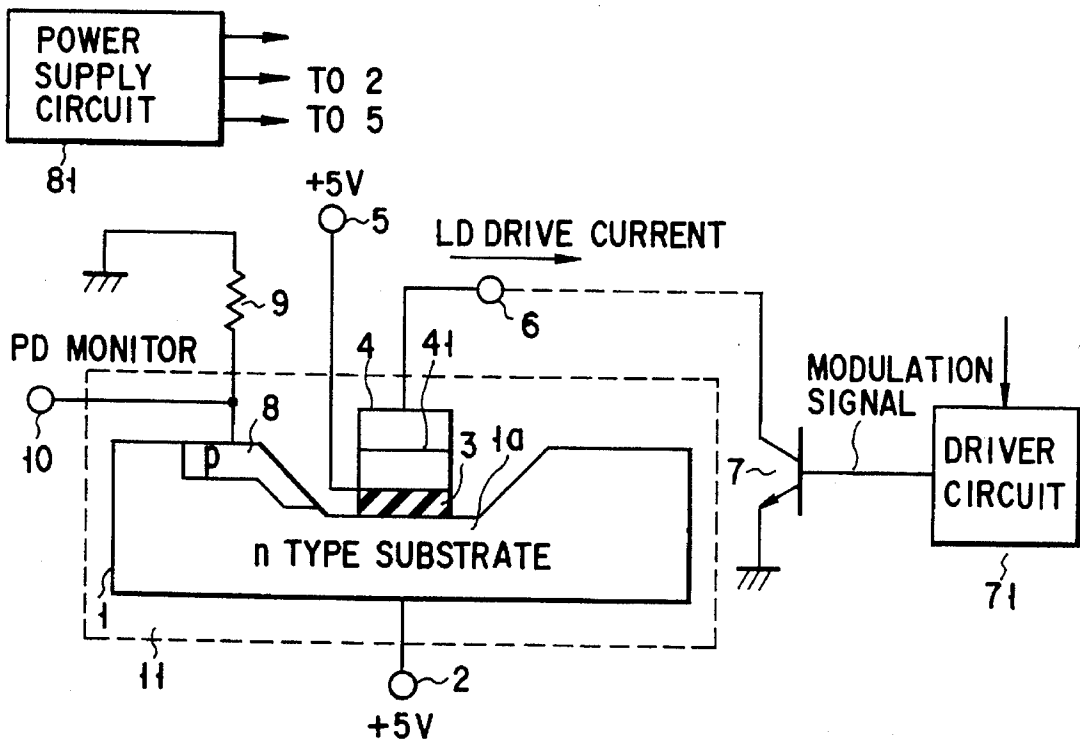 POWER
SUPPLY
CIRCUIT
TO 2
TO 5
81
+5V
5
LD DRIVE CURRENT
9
6
PD MONITOR
4
41
MODULATION
SIGNAL
8
10
p
3
1a
7
DRIVER
CIRCUIT
n TYPE SUBSTRATE
71
1
11
2
+5V